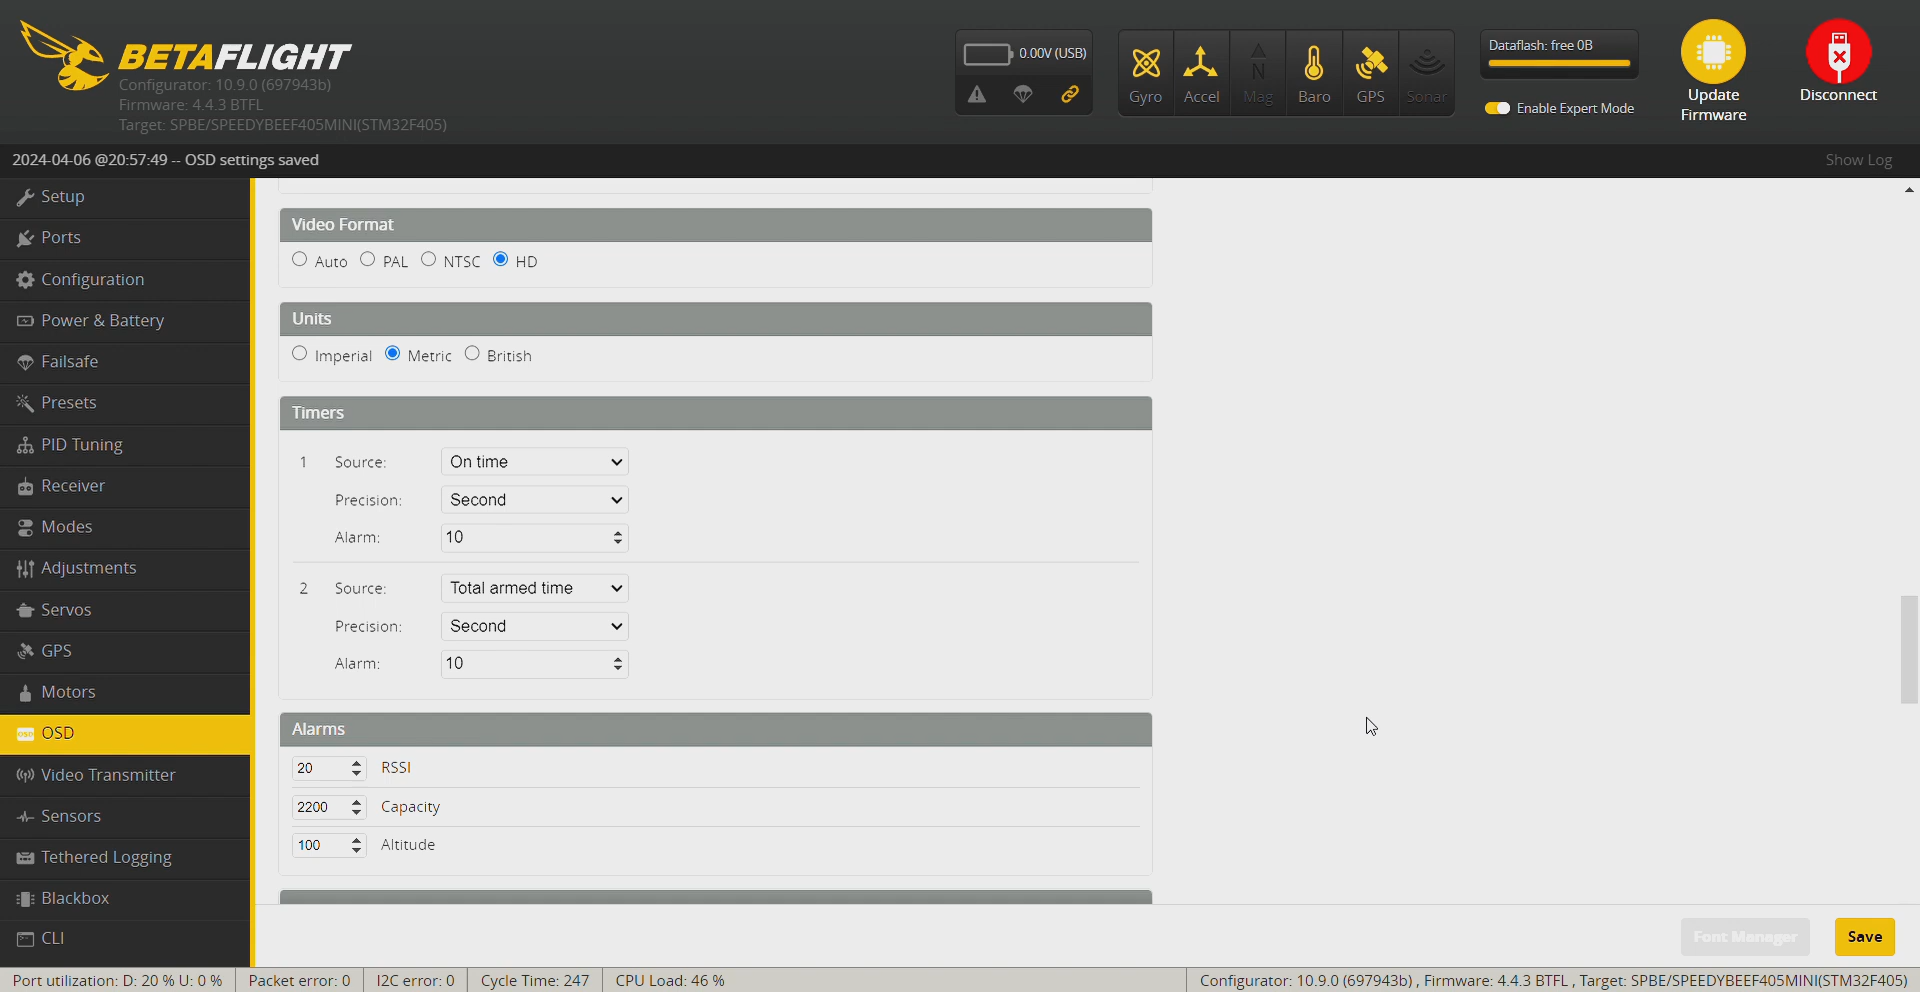 BETAFLIGHT
Configurator: 10.9.0 (697943b)
Firmware: 4.4.3 BTFL
Target: SPBE/SPEEDYBEEF405MINI(STM32F405)
0.00V (USB)
Gyro
Accel
N
Mag
Baro
GPS
Sonar
Dataflash: free 0B
Enable Expert Mode
Update
Firmware
Disconnect
2024-04-06 @20:57:49 -- OSD settings saved
Show Log
Setup
Ports
Configuration
Power & Battery
Failsafe
Presets
PID Tuning
Receiver
Modes
Adjustments
Servos
GPS
Motors
OSD
Video Transmitter
Sensors
Tethered Logging
Blackbox
CLI
Video Format
Auto PAL NTSC HD
Units
Imperial Metric British
Timers
1 Source: On time
Precision: Second
Alarm: 10
2 Source: Total armed time
Precision: Second
Alarm: 10
Alarms
20 RSSI
2200 Capacity
100 Altitude
Font Manager
Save
Port utilization: D: 20 % U: 0 %
Packet error: 0
I2C error: 0
Cycle Time: 247
CPU Load: 46 %
Configurator: 10.9.0 (697943b) , Firmware: 4.4.3 BTFL , Target: SPBE/SPEEDYBEEF405MINI(STM32F405)